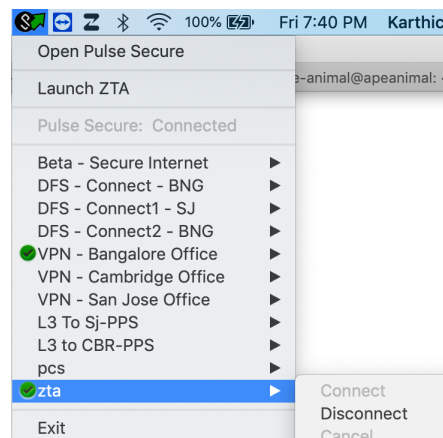 100% Fri 7:40 PM Karthic
Open Pulse Secure
e-animal@apeanimal:
Launch ZTA
Pulse Secure: Connected
Beta - Secure Internet
DFS - Connect - BNG
DFS - Connect1 - SJ
DFS - Connect2 - BNG
VPN - Bangalore Office
VPN - Cambridge Office
VPN - San Jose Office
L3 To Sj-PPS
L3 to CBR-PPS
pcs
zta
Connect
Disconnect
Cancel
Exit